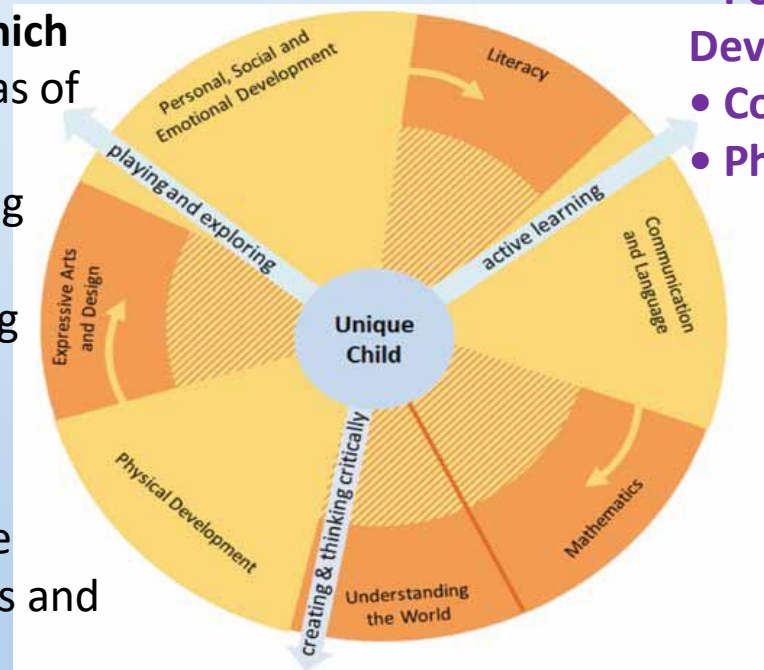 as of
Personal, Social and
Emotional Development
Literacy
playing and exploring
active learning
Communication
and Language
Expressive Arts
and Design
Unique
Child
Physical Development
creating & thinking critically
Understanding
the World
Mathematics
s and
Dev
• Co
• Ph